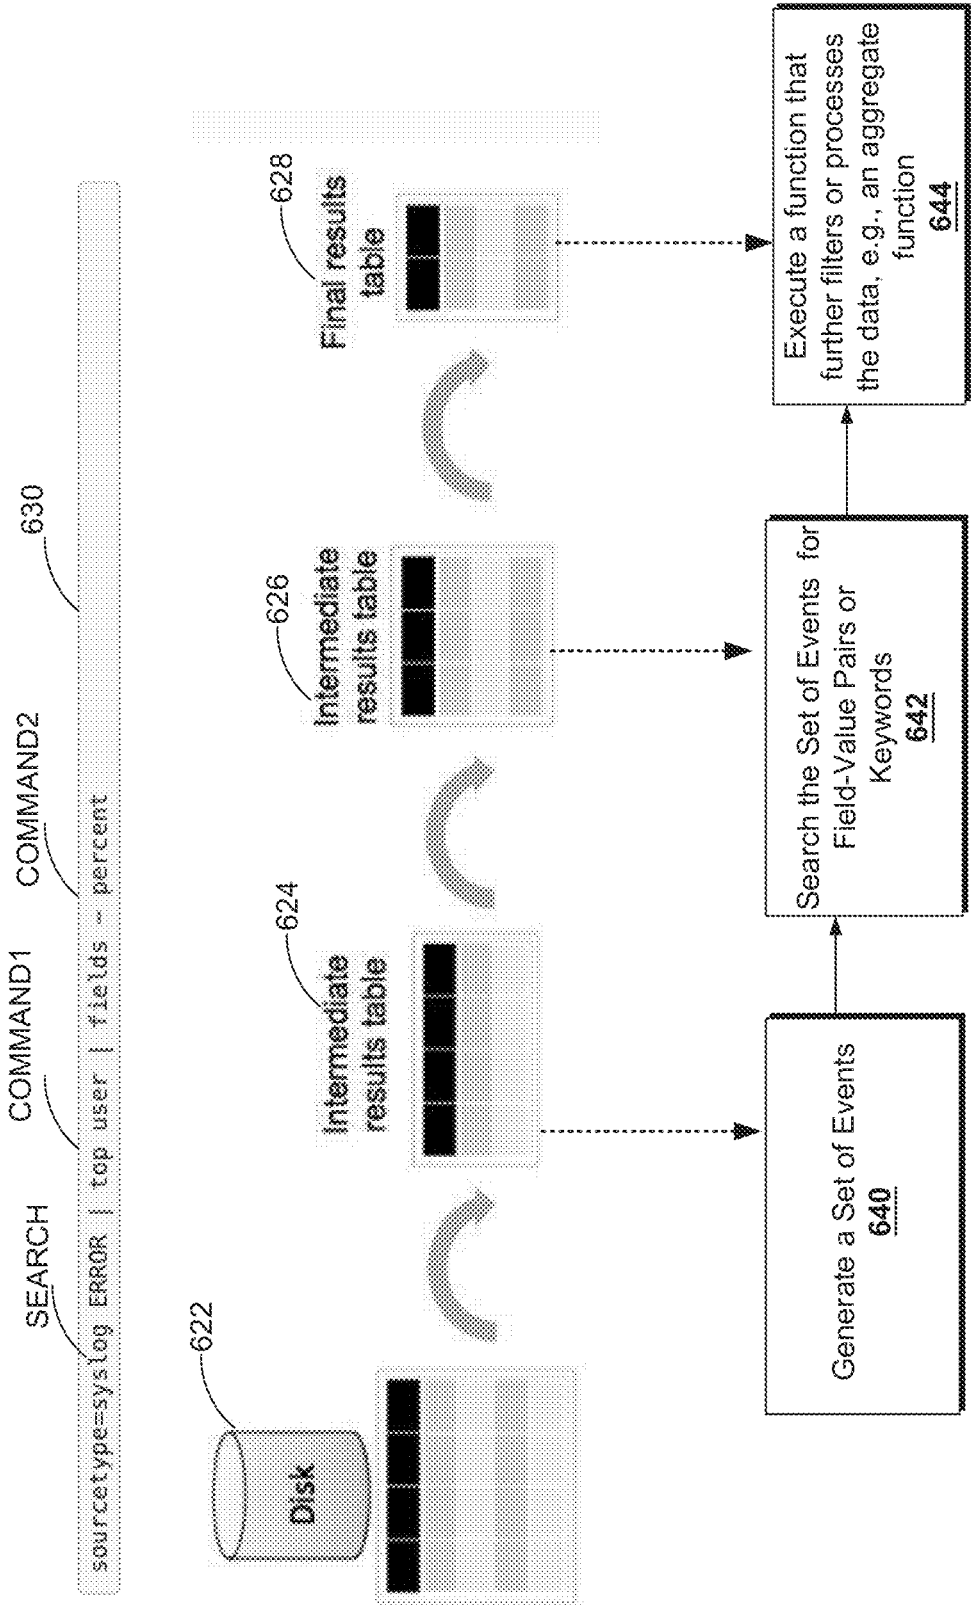 SEARCH
COMMAND1
COMMAND2
630
sourcetype=syslog ERROR | top user | fields – percent
622
Disk
624
Intermediate
results table
626
Intermediate
results table
628
Final results
table
Generate a Set of Events
640
Search the Set of Events for
Field-Value Pairs or
Keywords
642
Execute a function that
further filters or processes
the data, e.g., an aggregate
function
644